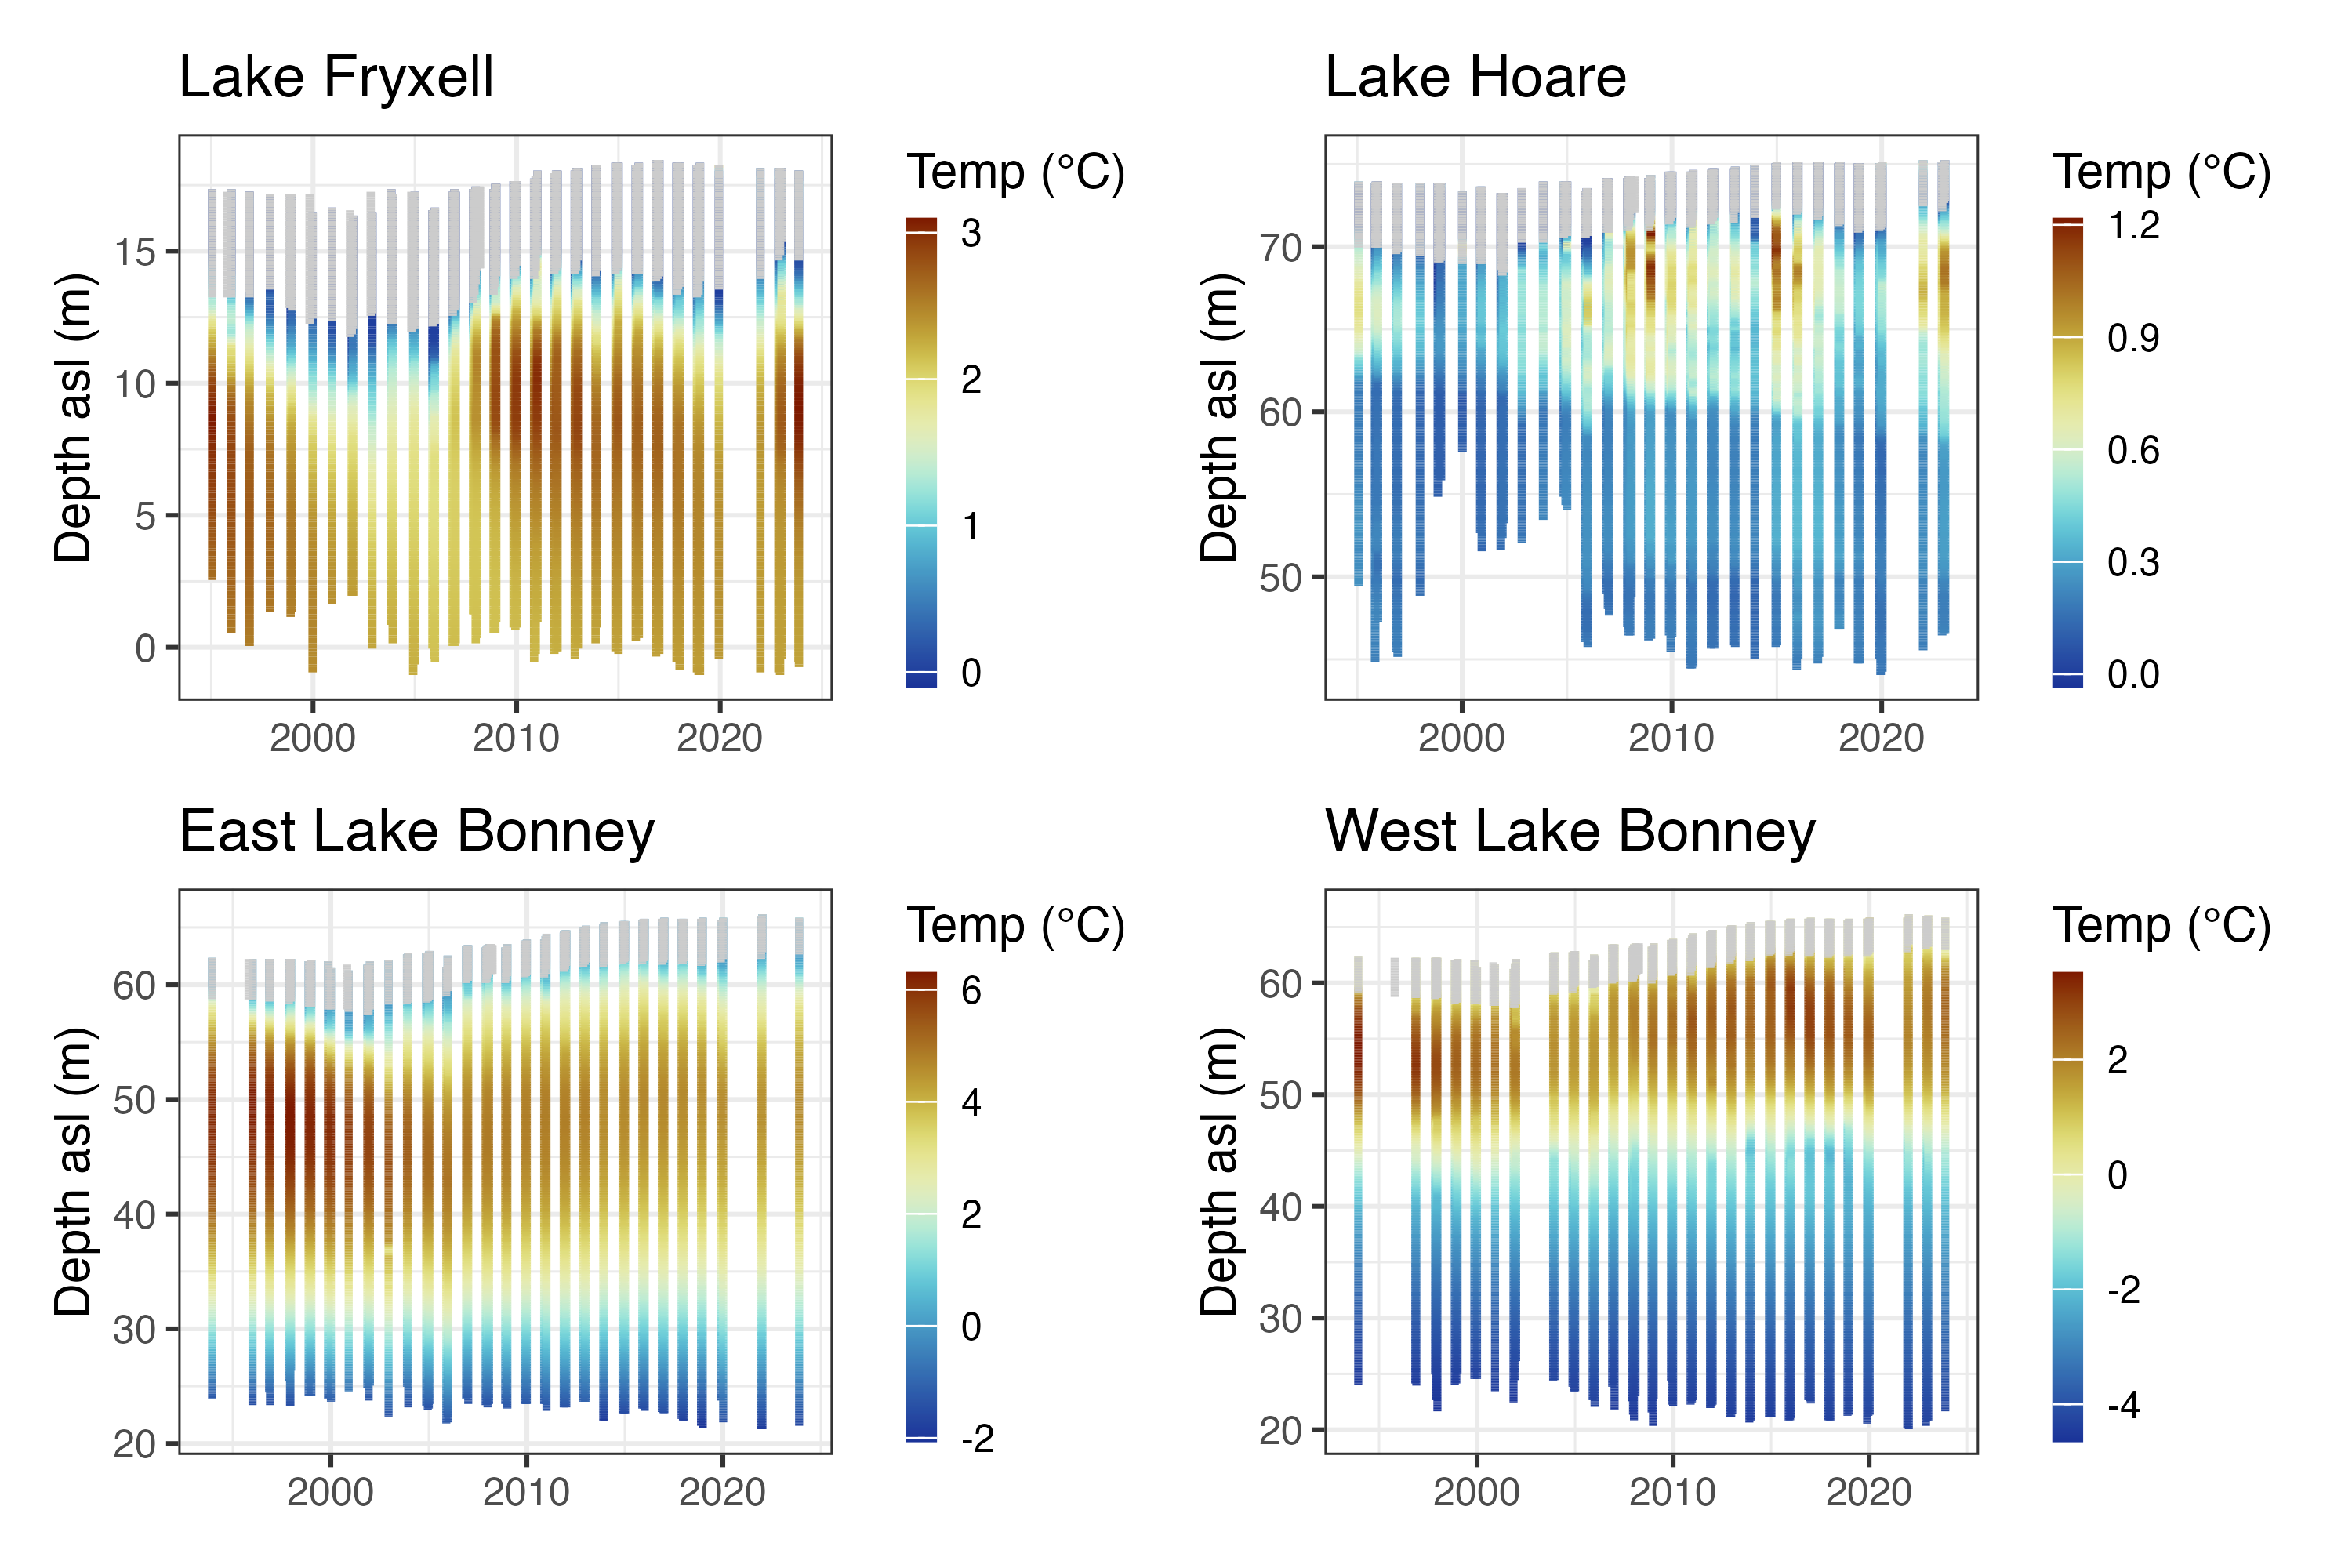 Lake Fryxell
Depth asl (m)
15
10
5
0
2000 2010 2020
Temp (°C)
3
2
1
0
Lake Hoare
Depth asl (m)
70
60
50
2000 2010 2020
Temp (°C)
1.2
0.9
0.6
0.3
0.0
East Lake Bonney
Depth asl (m)
60
50
40
30
20
2000 2010 2020
Temp (°C)
6
4
2
0
-2
West Lake Bonney
Depth asl (m)
60
50
40
30
20
2000 2010 2020
Temp (°C)
2
0
-2
-4